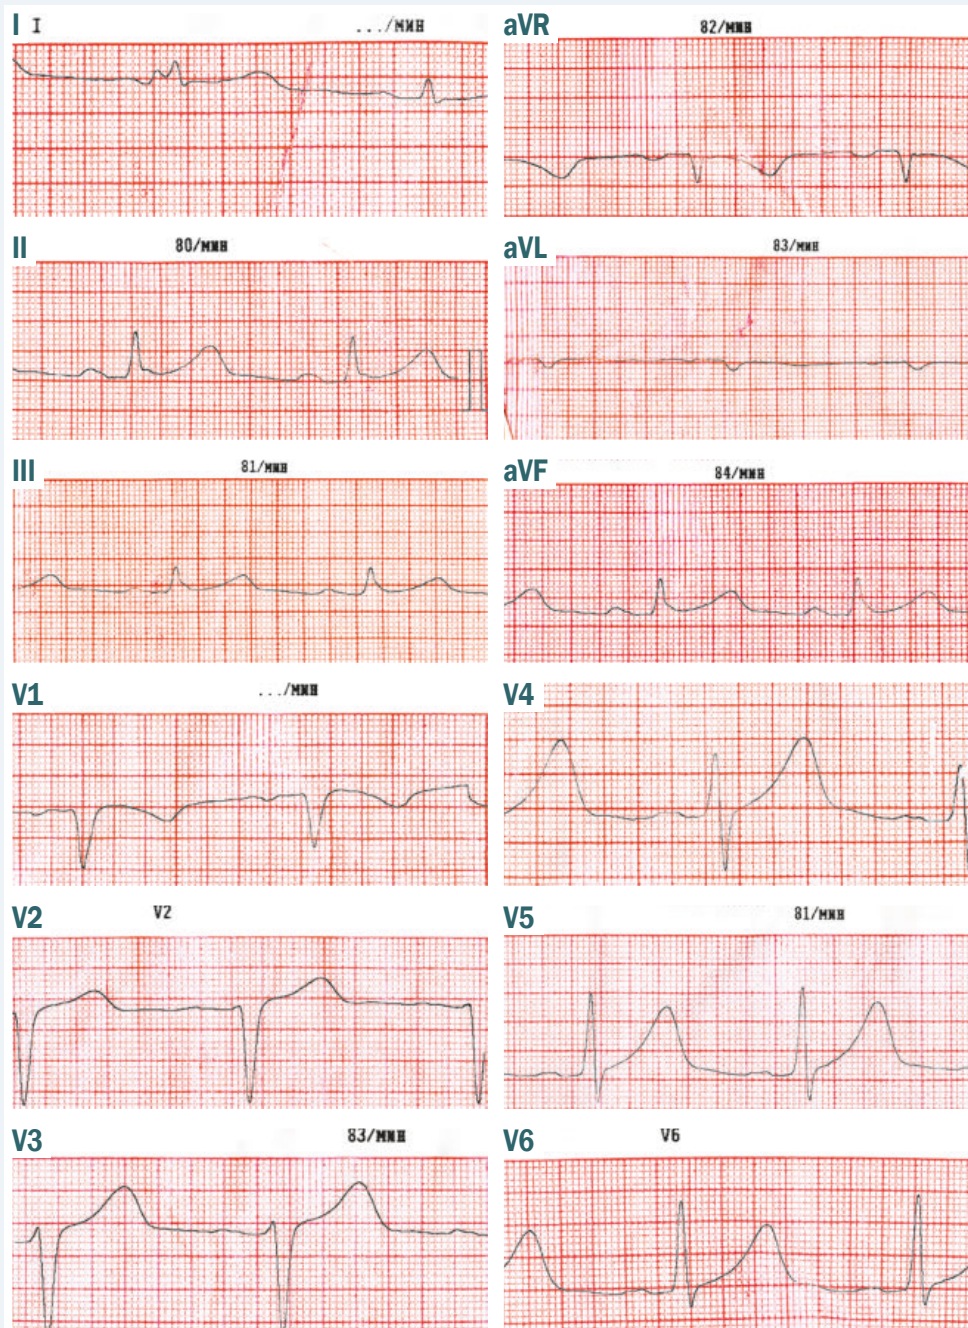 I I .../МИН
aVR 82/МИН
II 80/МИН
aVL 83/МИН
III 81/МИН
aVF 84/МИН
V1 .../МИН
V4
V2 V2
V5 81/МИН
V3 83/МИН
V6 V6